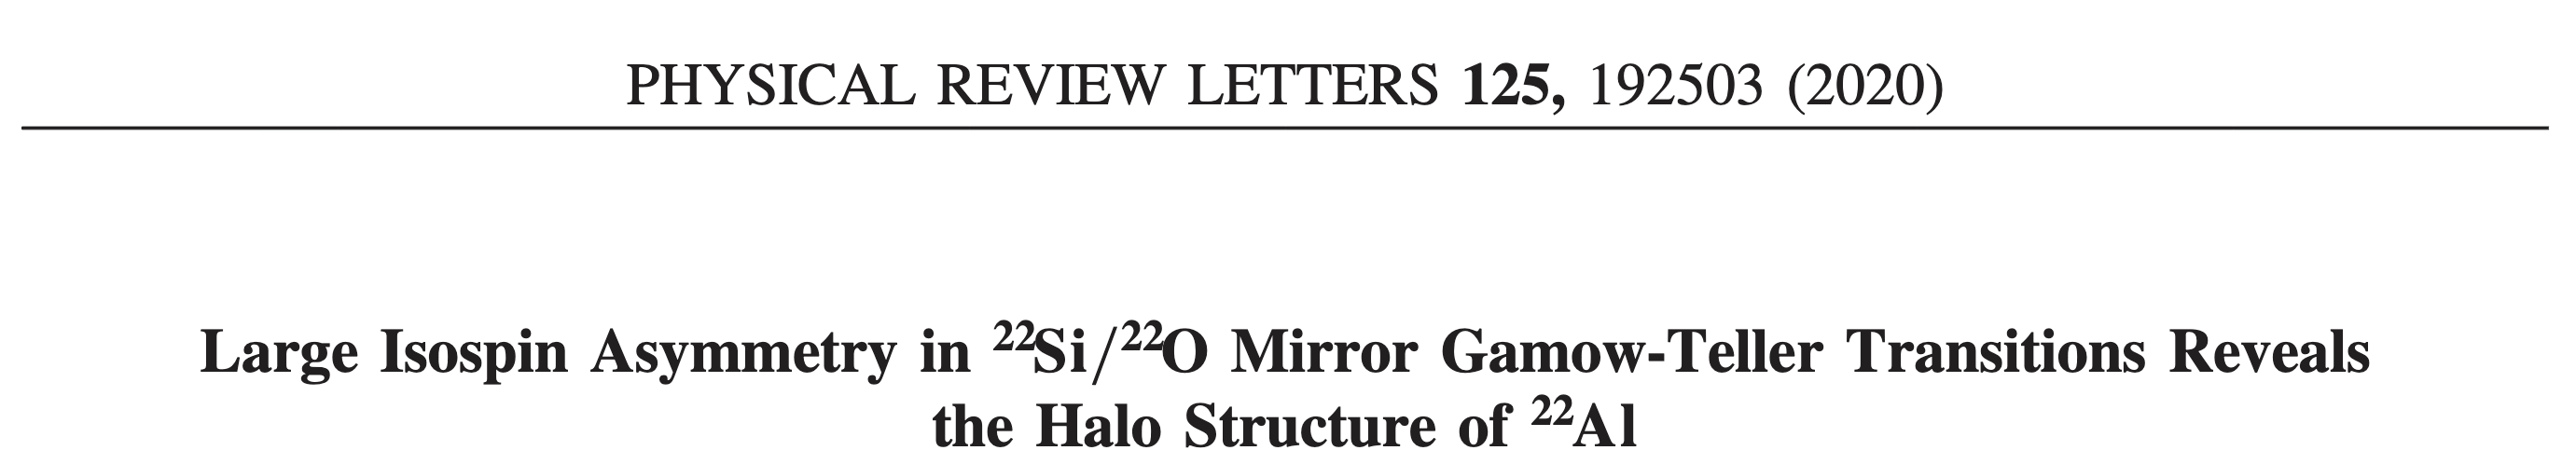 PHYSICAL REVIEW LETTERS 125, 192503 (2020)
Large Isospin Asymmetry in ²²Si/²²O Mirror Gamow-Teller Transitions Reveals
the Halo Structure of ²²Al